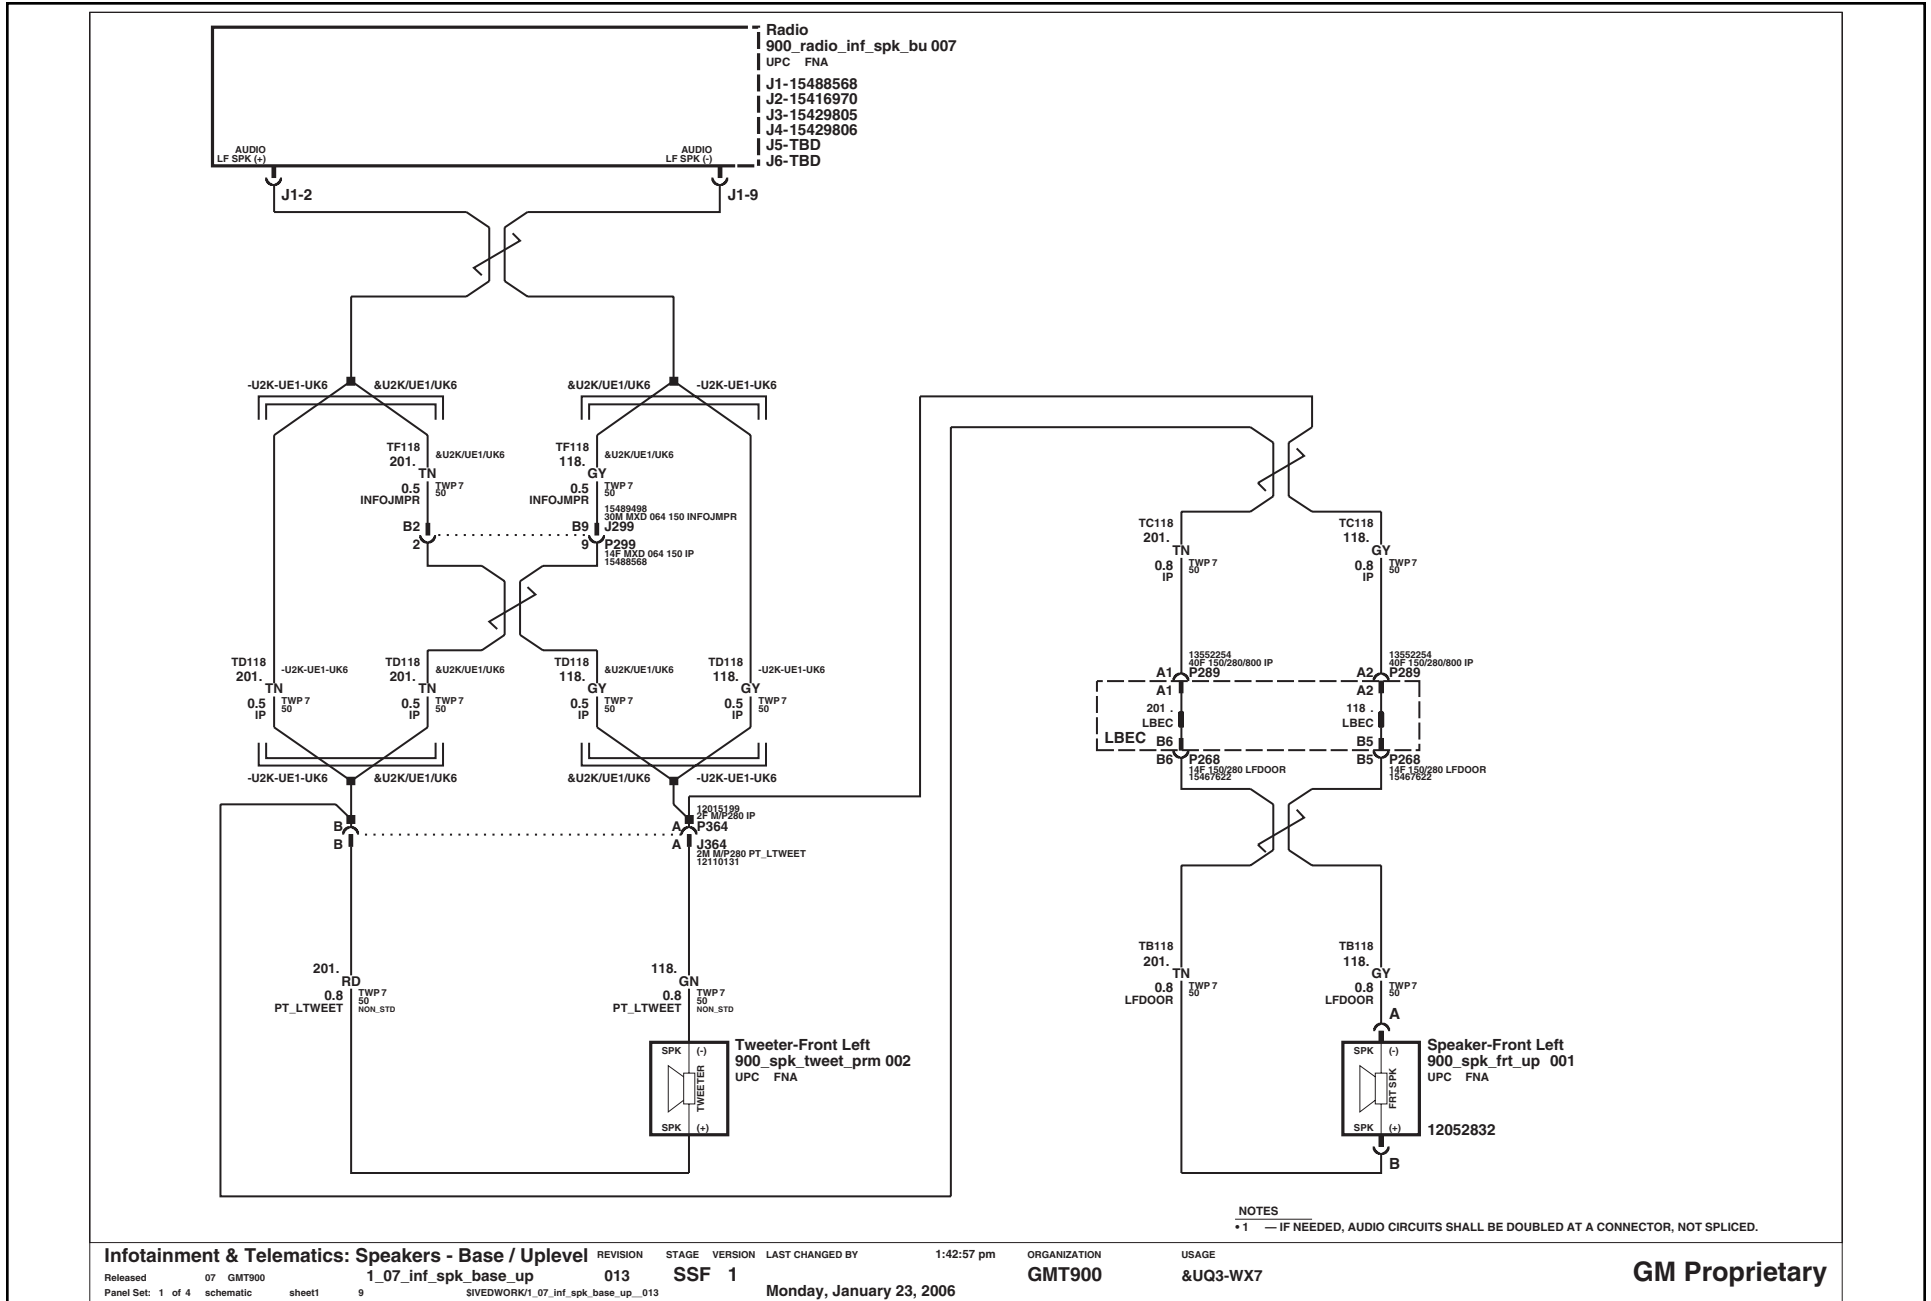 Radio
900_radio_inf_spk_bu 007
UPC FNA
J1-15488568
J2-15416970
J3-15429805
J4-15429806
J5-TBD
J6-TBD
AUDIO
LF SPK (+)
AUDIO
LF SPK (-)
J1-2
J1-9
-U2K-UE1-UK6
&U2K/UE1/UK6
&U2K/UE1/UK6
-U2K-UE1-UK6
TF118
201.
&U2K/UE1/UK6
TN
0.5
TWP 7
50
INFOJMPR
TF118
118.
&U2K/UE1/UK6
GY
0.5
TWP 7
50
INFOJMPR
15489498
30M MXD 064 150 INFOJMPR
B2
B9
J299
2
9
P299
14F MXD 064 150 IP
15488568
TC118
201.
TN
0.8
TWP 7
50
IP
TC118
118.
GY
0.8
TWP 7
50
IP
TD118
201.
-U2K-UE1-UK6
TN
0.5
TWP 7
50
IP
TD118
201.
&U2K/UE1/UK6
TN
0.5
TWP 7
50
IP
TD118
118.
&U2K/UE1/UK6
GY
0.5
TWP 7
50
IP
TD118
118.
-U2K-UE1-UK6
GY
0.5
TWP 7
50
IP
-U2K-UE1-UK6
&U2K/UE1/UK6
&U2K/UE1/UK6
-U2K-UE1-UK6
13552254
40F 150/280/800 IP
A1
P289
13552254
40F 150/280/800 IP
A2
P289
A1
A2
201 .
LBEC
118 .
LBEC
LBEC
B6
B5
B6
P268
14F 150/280 LFDOOR
15467622
B5
P268
14F 150/280 LFDOOR
15467622
12015199
2F M/P280 IP
B
A
P364
B
A
J364
2M M/P280 PT_LTWEET
12110131
201.
RD
0.8
TWP 7
50
PT_LTWEET
NON_STD
118.
GN
0.8
TWP 7
50
PT_LTWEET
NON_STD
TB118
201.
TN
0.8
TWP 7
50
LFDOOR
TB118
118.
GY
0.8
TWP 7
50
LFDOOR
A
SPK (-)
TWEETER
SPK (+)
Tweeter-Front Left
900_spk_tweet_prm 002
UPC FNA
SPK (-)
FRTSPK
SPK (+)
Speaker-Front Left
900_spk_frt_up 001
UPC FNA
12052832
B
NOTES
• 1 — IF NEEDED, AUDIO CIRCUITS SHALL BE DOUBLED AT A CONNECTOR, NOT SPLICED.
Infotainment & Telematics: Speakers - Base / Uplevel REVISION STAGE VERSION LAST CHANGED BY 1:42:57 pm ORGANIZATION USAGE
Released 07 GMT900 1_07_inf_spk_base_up 013 SSF 1 GMT900 &UQ3-WX7
GM Proprietary
Panel Set: 1 of 4 schematic sheet1 9 $IVEDWORK/1_07_inf_spk_base_up__013 Monday, January 23, 2006